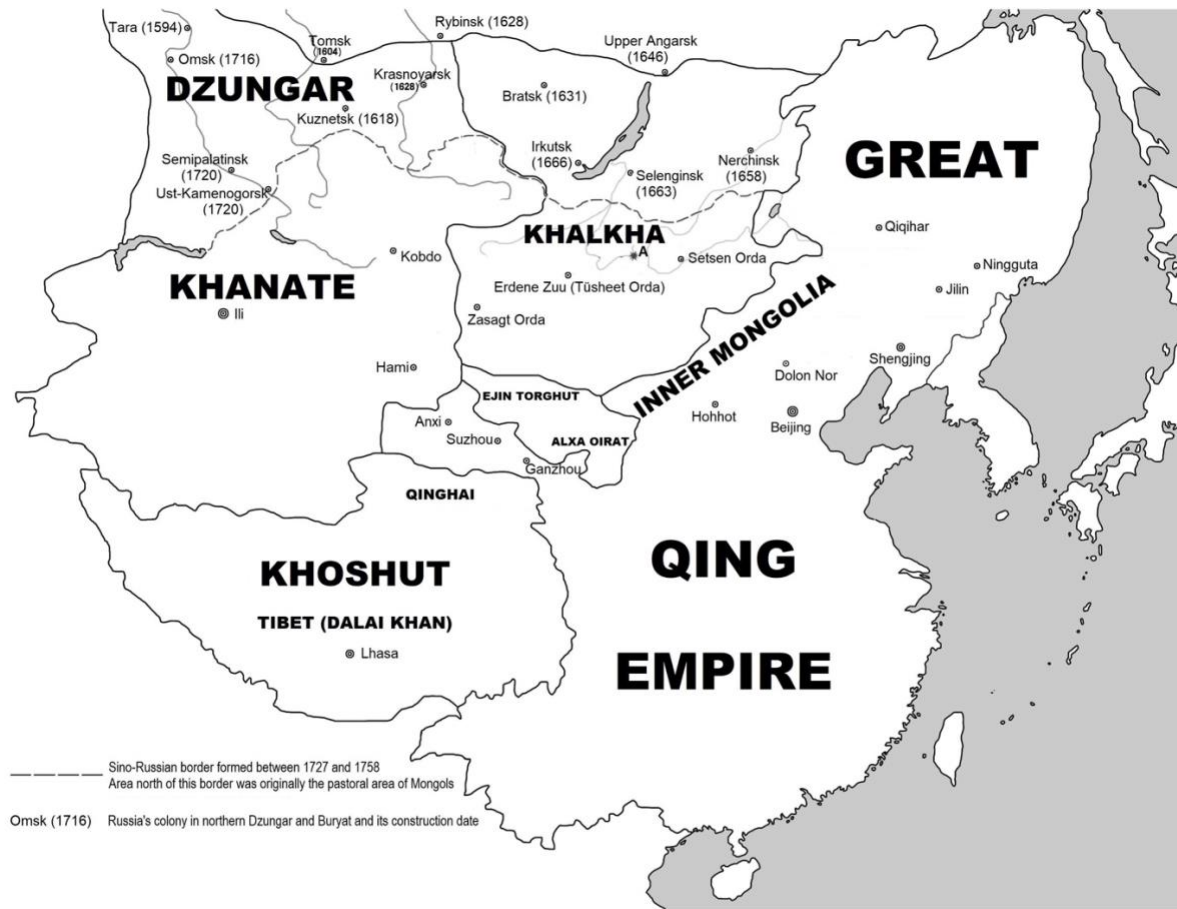 Tara (1594)
Rybinsk (1628)
Tomsk
(1604)
Upper Angarsk
(1646)
Omsk (1716)
Krasnoyarsk
(1628)
DZUNGAR
Bratsk (1631)
Kuznetsk (1618)
Irkutsk
(1666)
Nerchinsk
(1658)
GREAT
Semipalatinsk
(1720)
Selenginsk
(1663)
Ust-Kamenogorsk
(1720)
KHALKHA
A
Qiqihar
Kobdo
Setsen Orda
Ningguta
KHANATE
Erdene Zuu (Tüsheet Orda)
Jilin
Ili
Zasagt Orda
INNER MONGOLIA
Shengjing
Hami
Dolon Nor
EJIN TORGHUT
Hohhot
Beijing
Anxi
Suzhou
ALXA OIRAT
Ganzhou
QINGHAI
QING
KHOSHUT
TIBET (DALAI KHAN)
Lhasa
EMPIRE
Sino-Russian border formed between 1727 and 1758
Area north of this border was originally the pastoral area of Mongols
Omsk (1716) Russia's colony in northern Dzungar and Buryat and its construction date